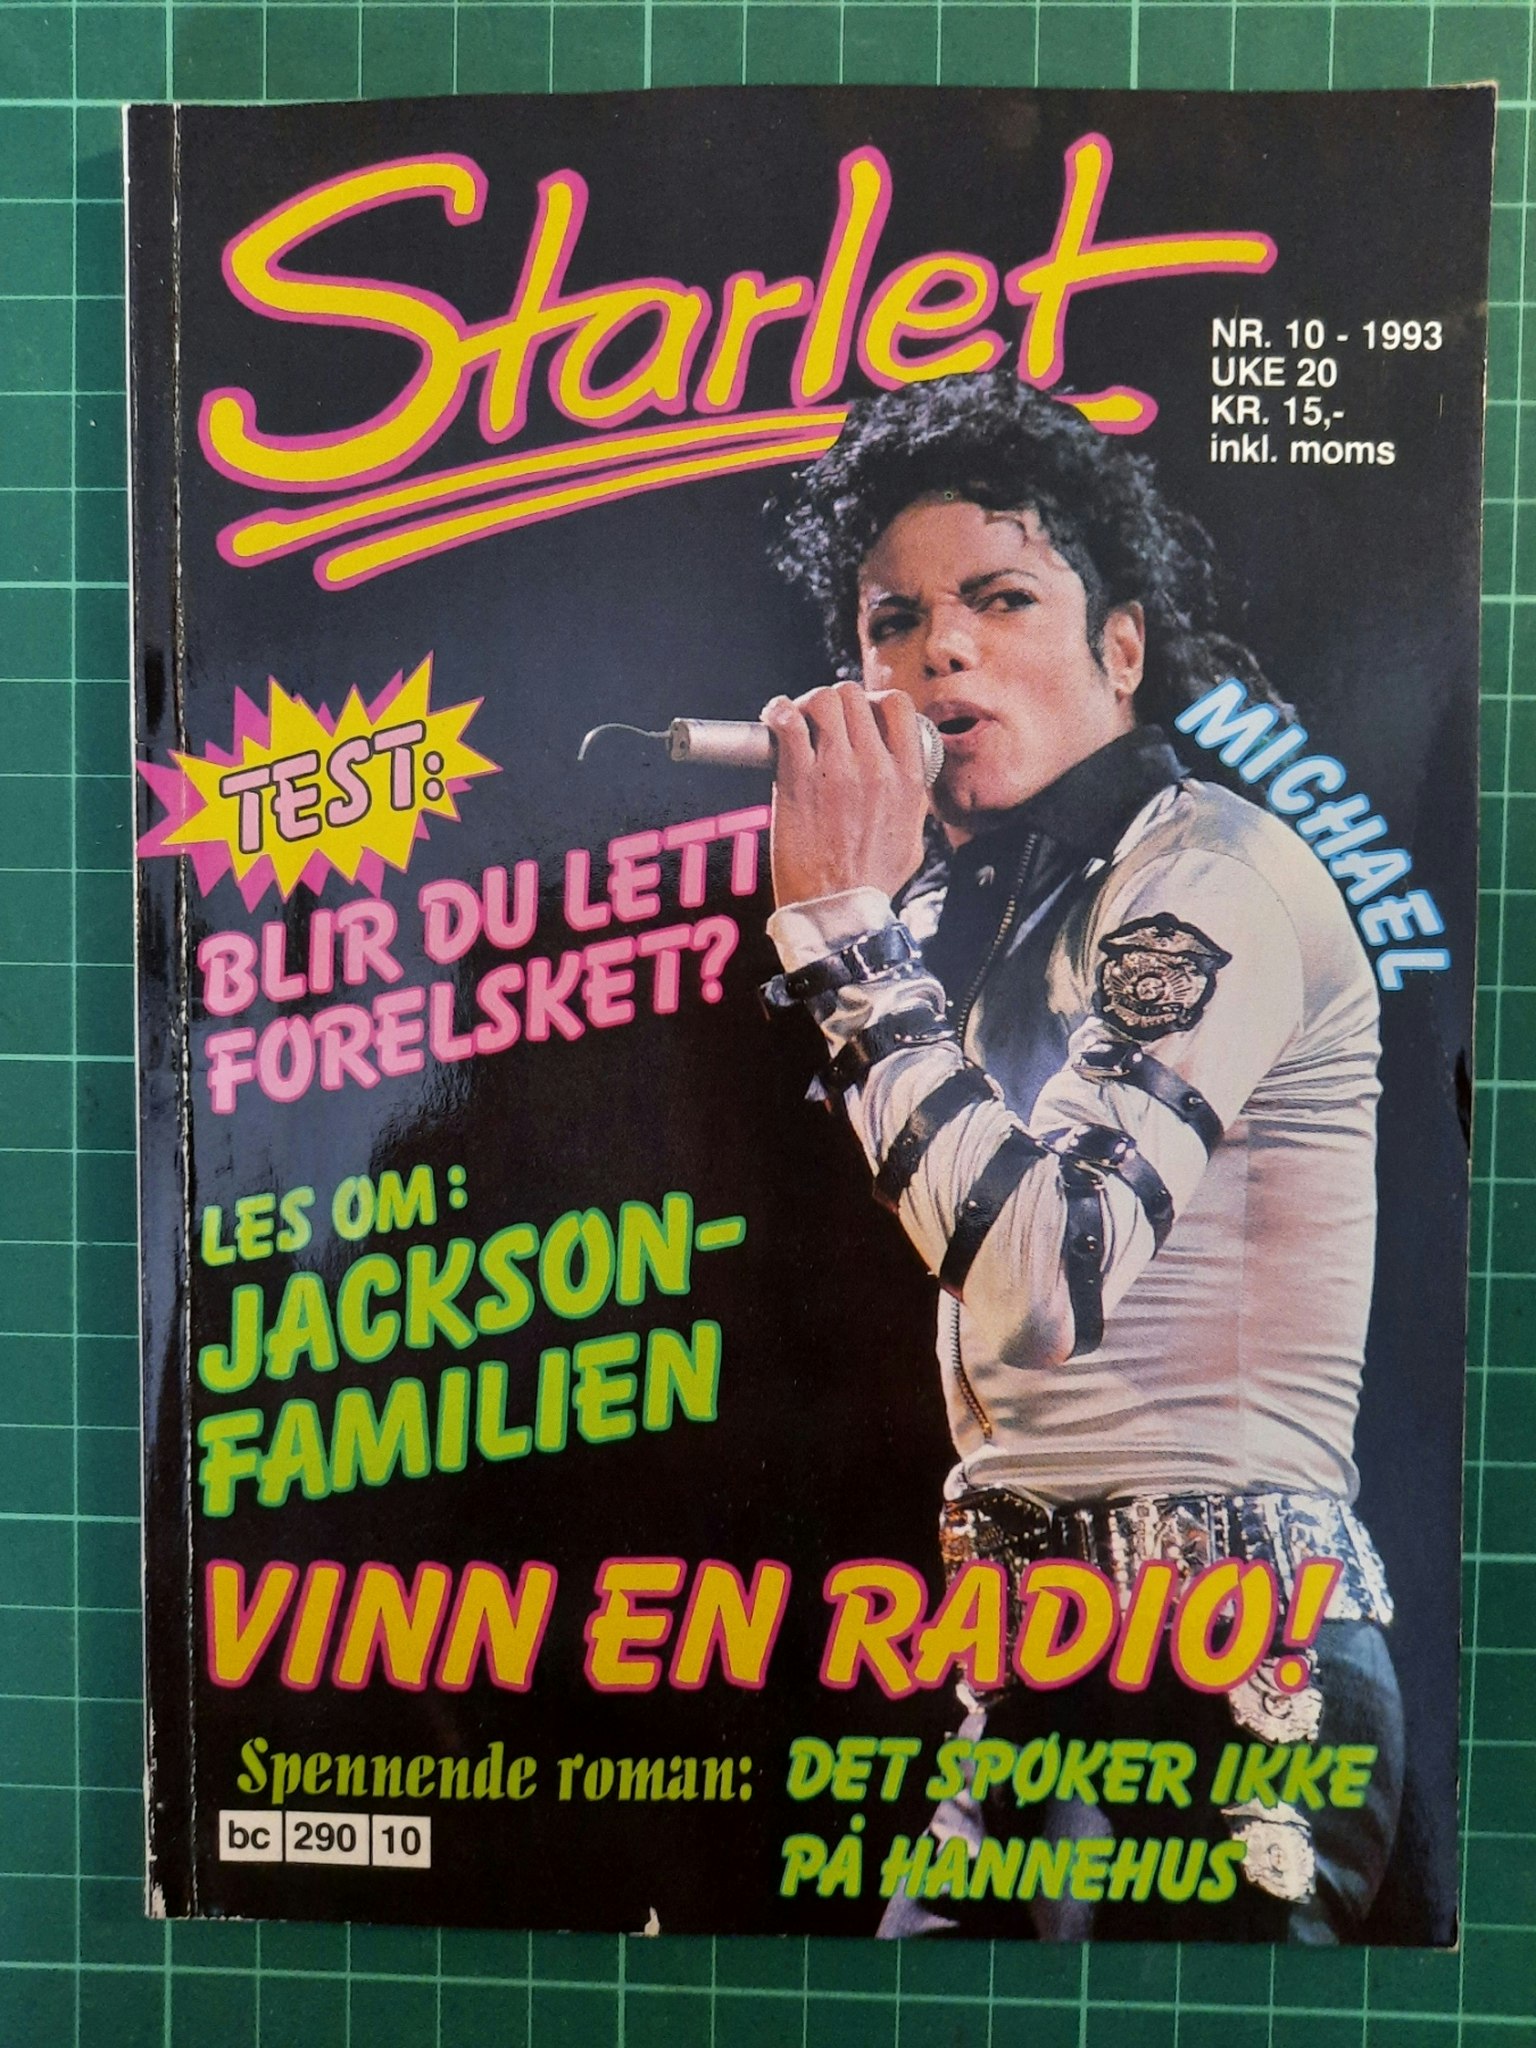 Starlet
NR. 10 - 1993
UKE 20
KR. 15,-
inkl. moms
MICHAEL
TEST:
BLIR DU LETT
FORELSKET?
LES OM:
JACKSON-
FAMILIEN
VINN EN RADIO!
Spennende roman: DET SPØKER IKKE
PÅ HANNEHUS
bc 290 10